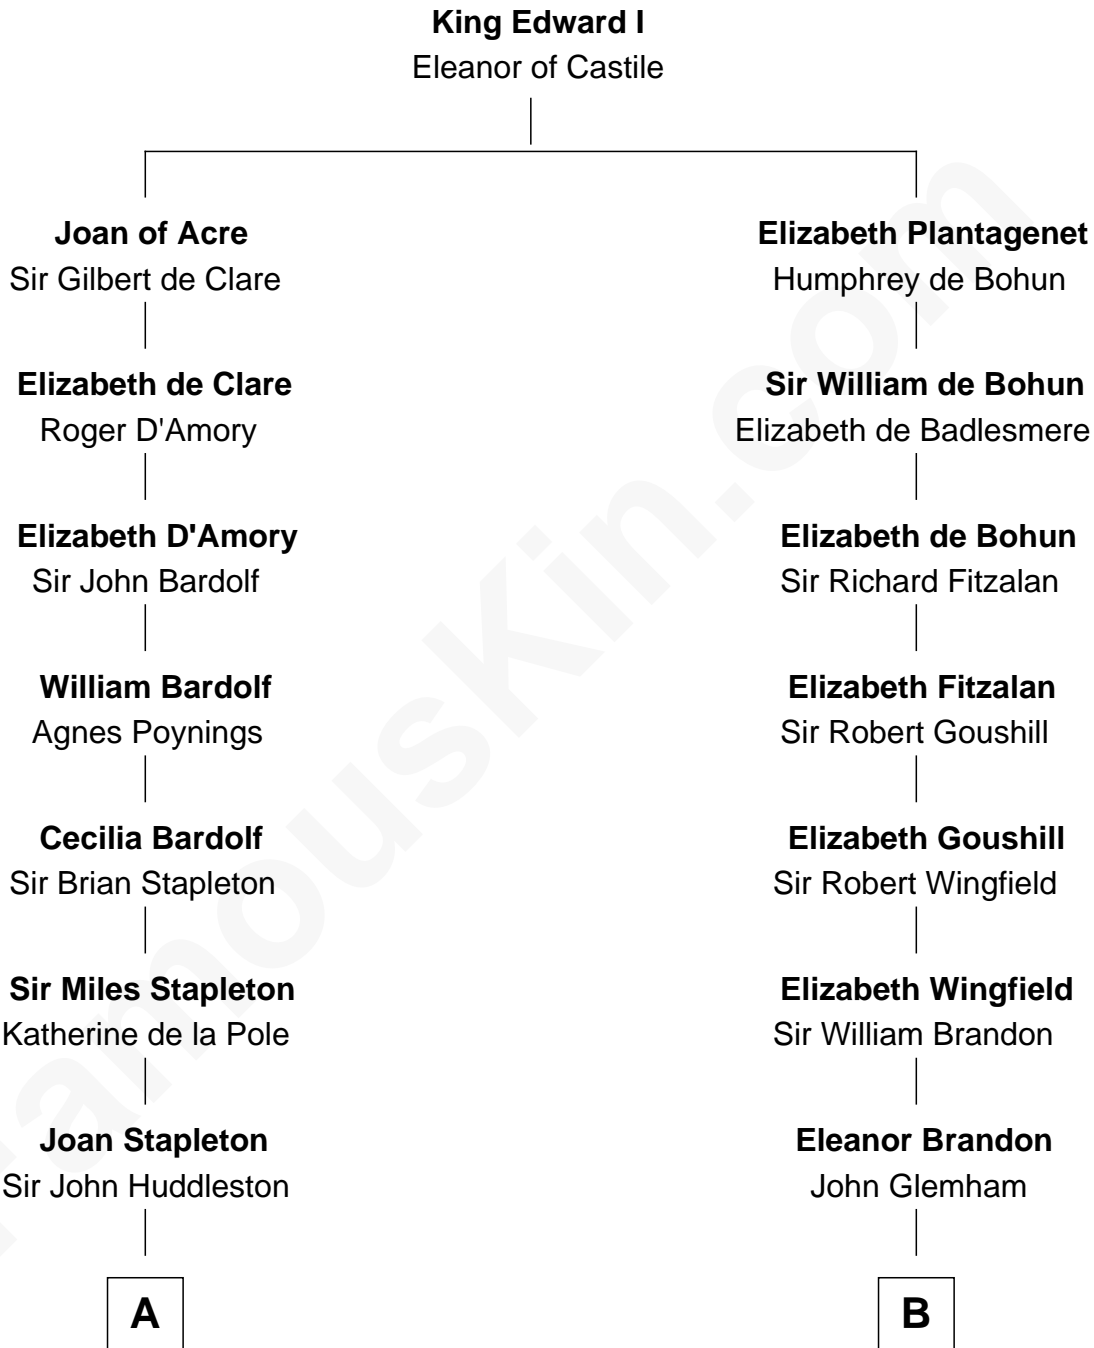 King Edward I
Eleanor of Castile
Joan of Acre
Sir Gilbert de Clare
Elizabeth Plantagenet
Humphrey de Bohun
Elizabeth de Clare
Roger D'Amory
Sir William de Bohun
Elizabeth de Badlesmere
Elizabeth D'Amory
Sir John Bardolf
Elizabeth de Bohun
Sir Richard Fitzalan
William Bardolf
Agnes Poynings
Elizabeth Fitzalan
Sir Robert Goushill
Cecilia Bardolf
Sir Brian Stapleton
Elizabeth Goushill
Sir Robert Wingfield
Sir Miles Stapleton
Katherine de la Pole
Elizabeth Wingfield
Sir William Brandon
Joan Stapleton
Sir John Huddleston
Eleanor Brandon
John Glemham
A
B
FamousKin.com